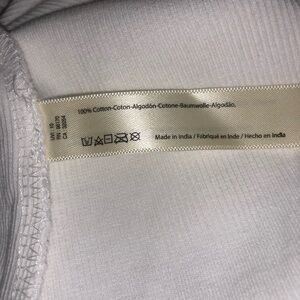 100% Cotton-Coton-Algodón-Cotone-Baumwolle-Algodão.
Made in India / Fabriqué en Inde / Hecho en India